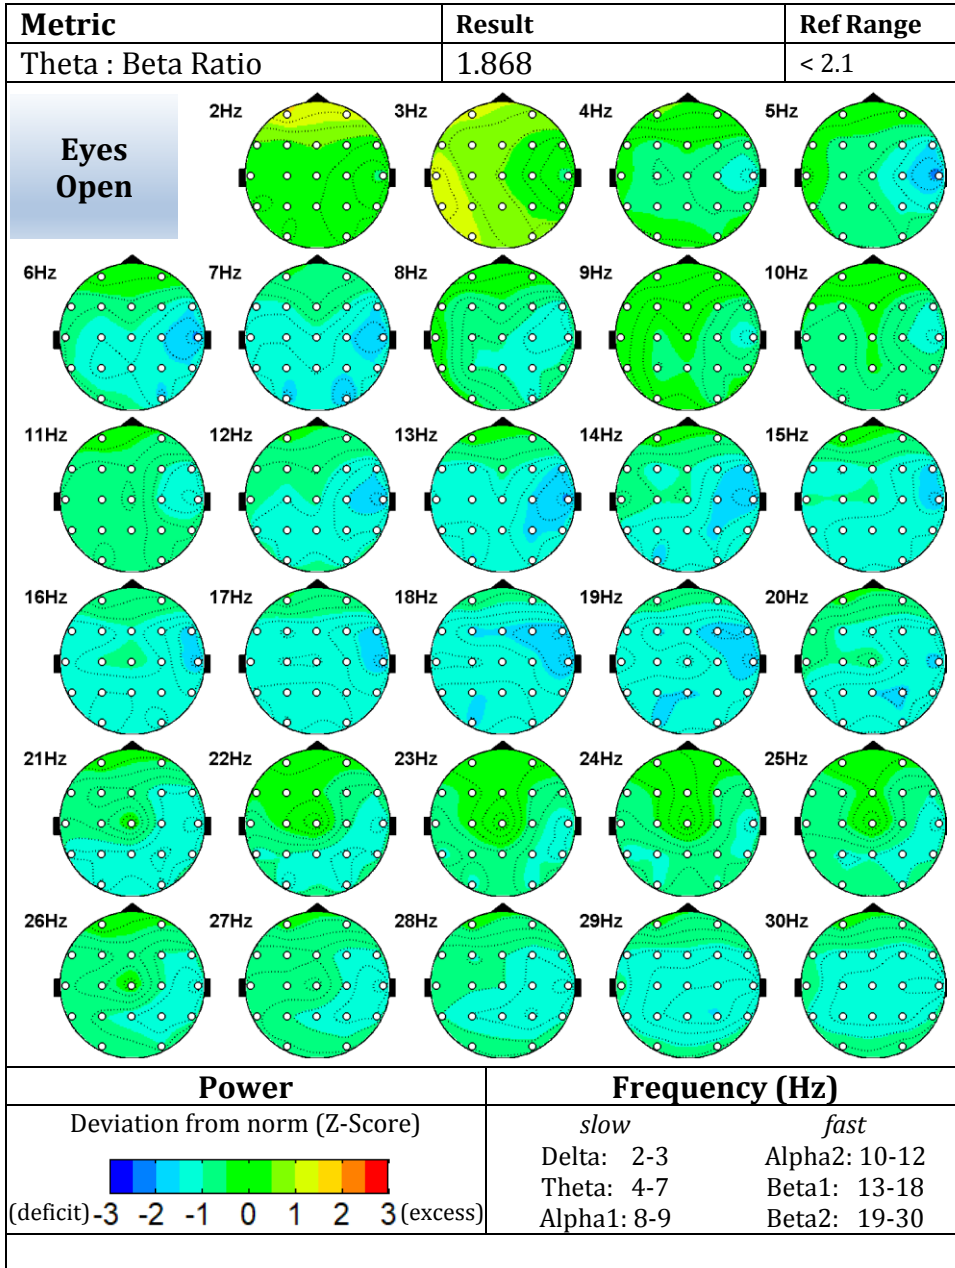 Metric Result Ref Range
Theta : Beta Ratio 1.868 < 2.1
Eyes
Open
2Hz 3Hz 4Hz 5Hz
6Hz 7Hz 8Hz 9Hz 10Hz
11Hz 12Hz 13Hz 14Hz 15Hz
16Hz 17Hz 18Hz 19Hz 20Hz
21Hz 22Hz 23Hz 24Hz 25Hz
26Hz 27Hz 28Hz 29Hz 30Hz
Power Frequency (Hz)
Deviation from norm (Z-Score) slow fast
Delta: 2-3 Alpha2: 10-12
Theta: 4-7 Beta1: 13-18
(deficit) -3 -2 -1 0 1 2 3 (excess) Alpha1: 8-9 Beta2: 19-30